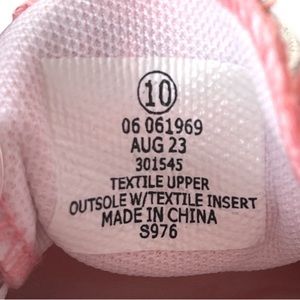 10
06 061969
AUG 23
301545
TEXTILE UPPER
OUTSOLE W/TEXTILE INSERT
MADE IN CHINA
S976